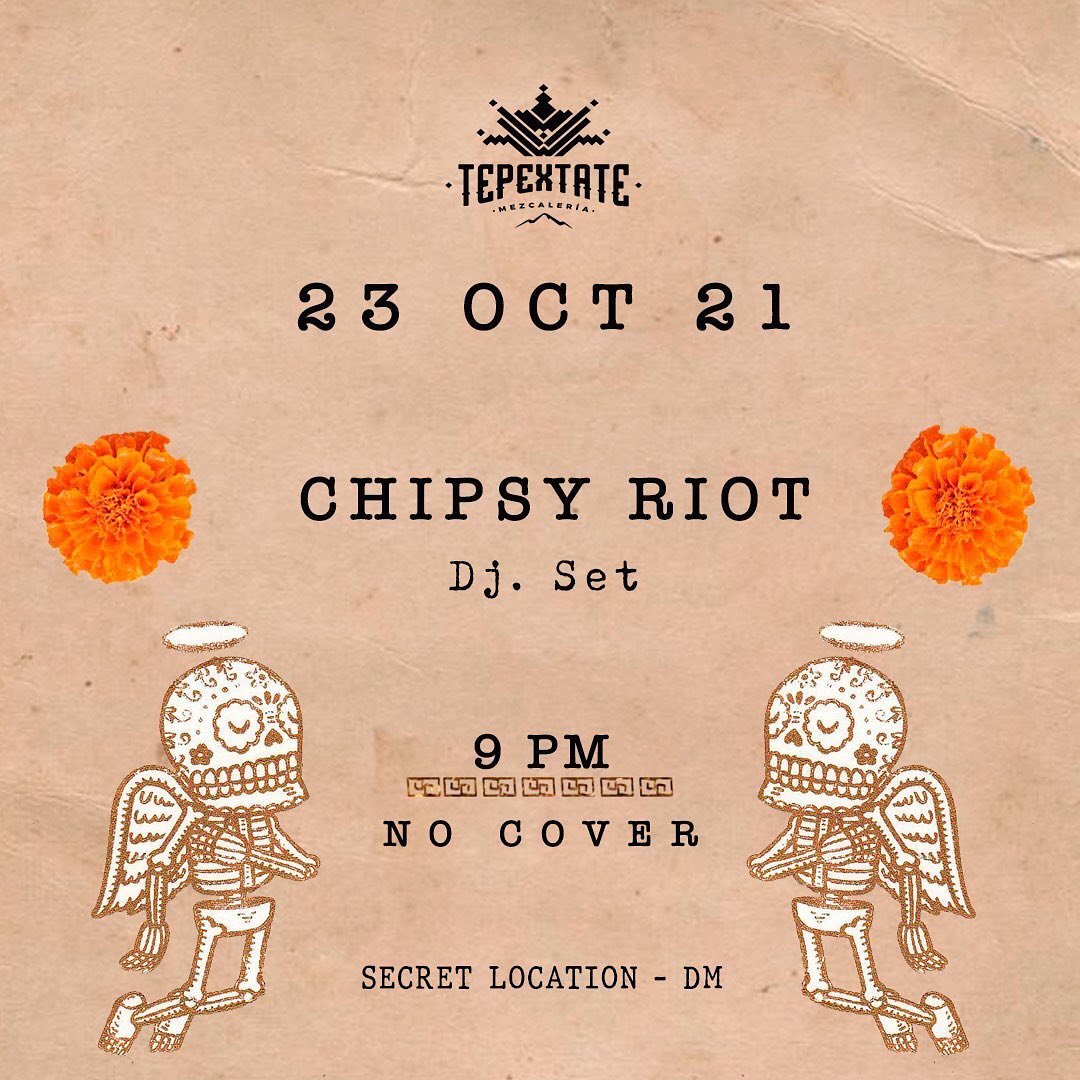 TEPEXTATE
MEZCALERÍA
23 OCT 21
CHIPSY RIOT
Dj. Set
9 PM
NO COVER
SECRET LOCATION - DM